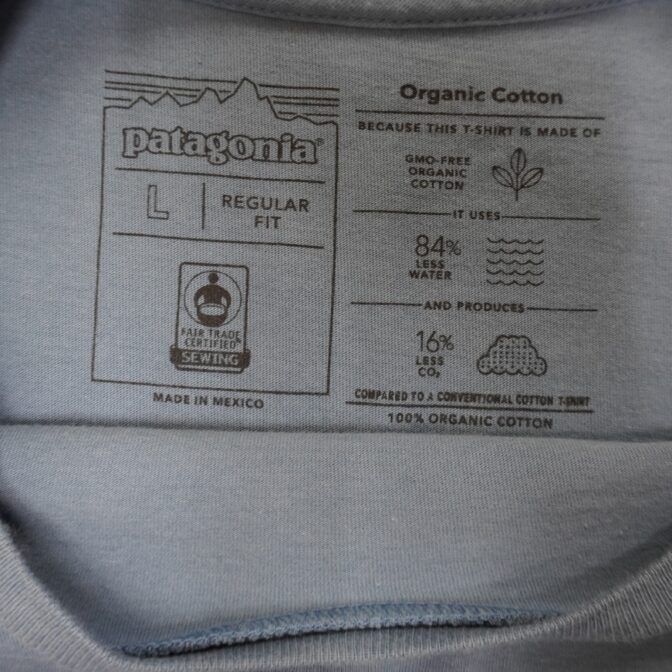 patagonia®
L
REGULAR
FIT
FAIR TRADE
CERTIFIED™
SEWING
MADE IN MEXICO
Organic Cotton
BECAUSE THIS T-SHIRT IS MADE OF
GMO-FREE
ORGANIC
COTTON
IT USES
84%
LESS
WATER
AND PRODUCES
16%
LESS
CO₂
COMPARED TO A CONVENTIONAL COTTON T-SHIRT
100% ORGANIC COTTON